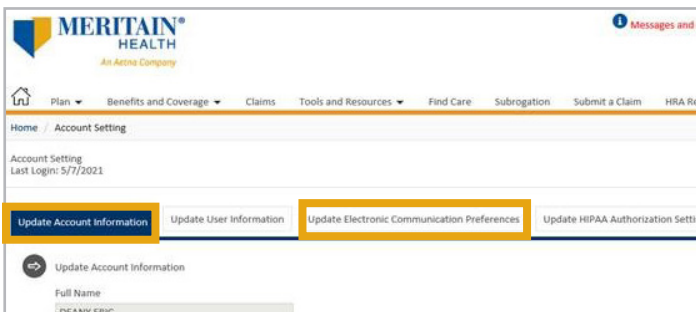 MERITAIN®
HEALTH
An Aetna Company
Messages and
Plan Benefits and Coverage Claims Tools and Resources Find Care Subrogation Submit a Claim HRA Re
Home / Account Setting
Account Setting
Last Login: 5/7/2021
Update Account Information Update User Information Update Electronic Communication Preferences Update HIPAA Authorization Setti
Update Account Information
Full Name